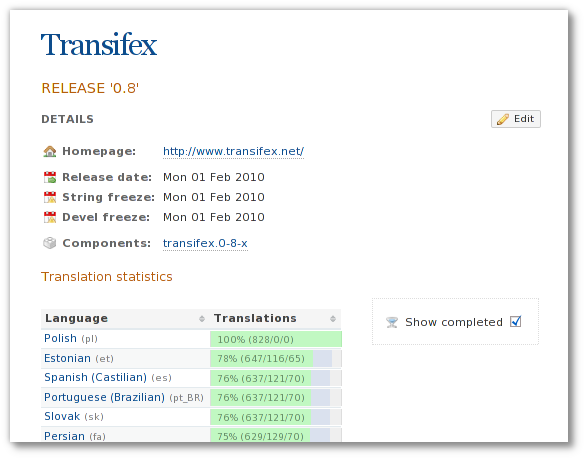 Transifex
RELEASE '0.8'
DETAILS
Edit
Homepage: http://www.transifex.net/
Release date: Mon 01 Feb 2010
String freeze: Mon 01 Feb 2010
Devel freeze: Mon 01 Feb 2010
Components: transifex.0-8-x
Translation statistics
Language Translations
Show completed
Polish (pl) 100% (828/0/0)
Estonian (et) 78% (647/116/65)
Spanish (Castilian) (es) 76% (637/121/70)
Portuguese (Brazilian) (pt_BR) 76% (637/121/70)
Slovak (sk) 76% (637/121/70)
Persian (fa) 75% (629/129/70)